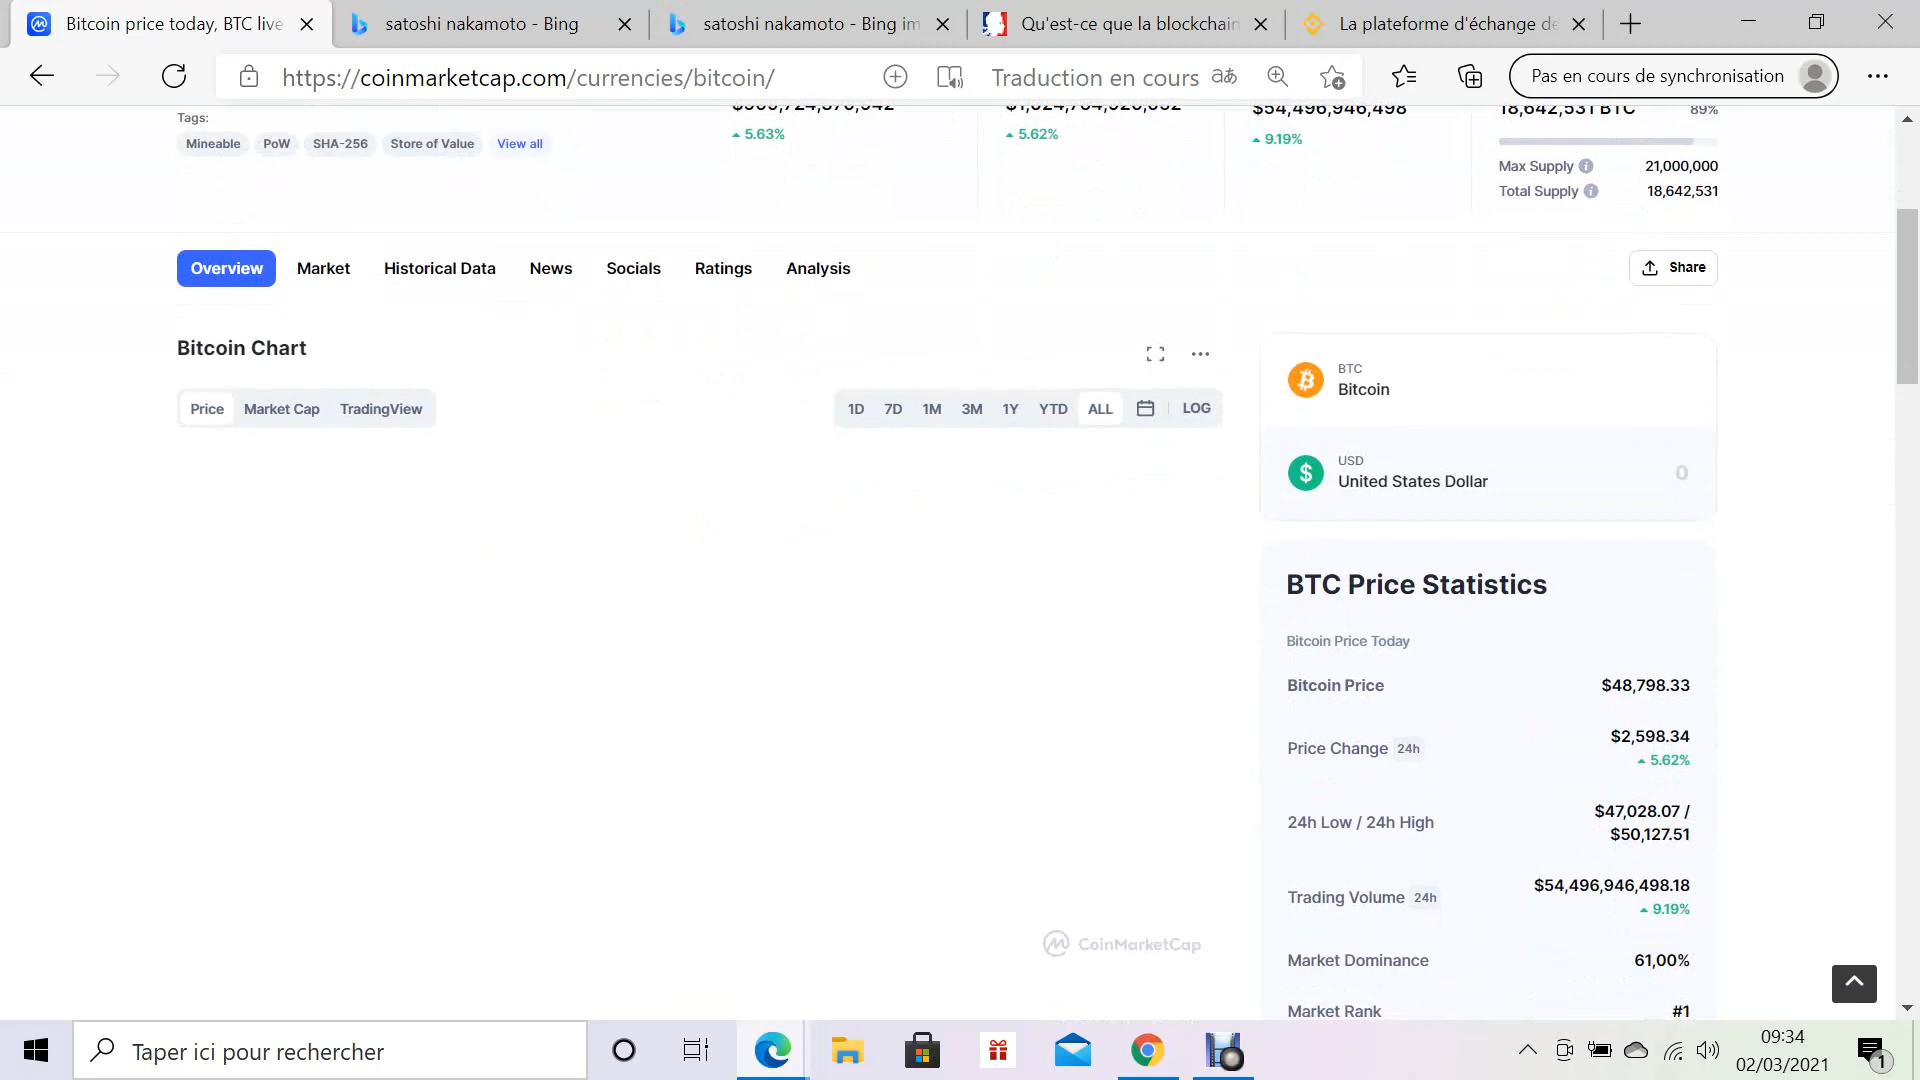 Bitcoin price today, BTC live
satoshi nakamoto - Bing
satoshi nakamoto - Bing im
Qu'est-ce que la blockchain
La plateforme d'échange de
https://coinmarketcap.com/currencies/bitcoin/
Traduction en cours
Pas en cours de synchronisation
Tags:
Mineable PoW SHA-256 Store of Value View all
5.63%
5.62%
$54,496,946,498
9.19%
18,642,531 BTC 89%
Max Supply 21,000,000
Total Supply 18,642,531
Overview Market Historical Data News Socials Ratings Analysis
Share
Bitcoin Chart
Price Market Cap TradingView
1D 7D 1M 3M 1Y YTD ALL LOG
BTC
Bitcoin
USD
United States Dollar 0
BTC Price Statistics
Bitcoin Price Today
Bitcoin Price $48,798.33
Price Change 24h $2,598.34
5.62%
24h Low / 24h High $47,028.07 /
$50,127.51
Trading Volume 24h $54,496,946,498.18
9.19%
Market Dominance 61,00%
Market Rank #1
CoinMarketCap
Taper ici pour rechercher
09:34
02/03/2021
1